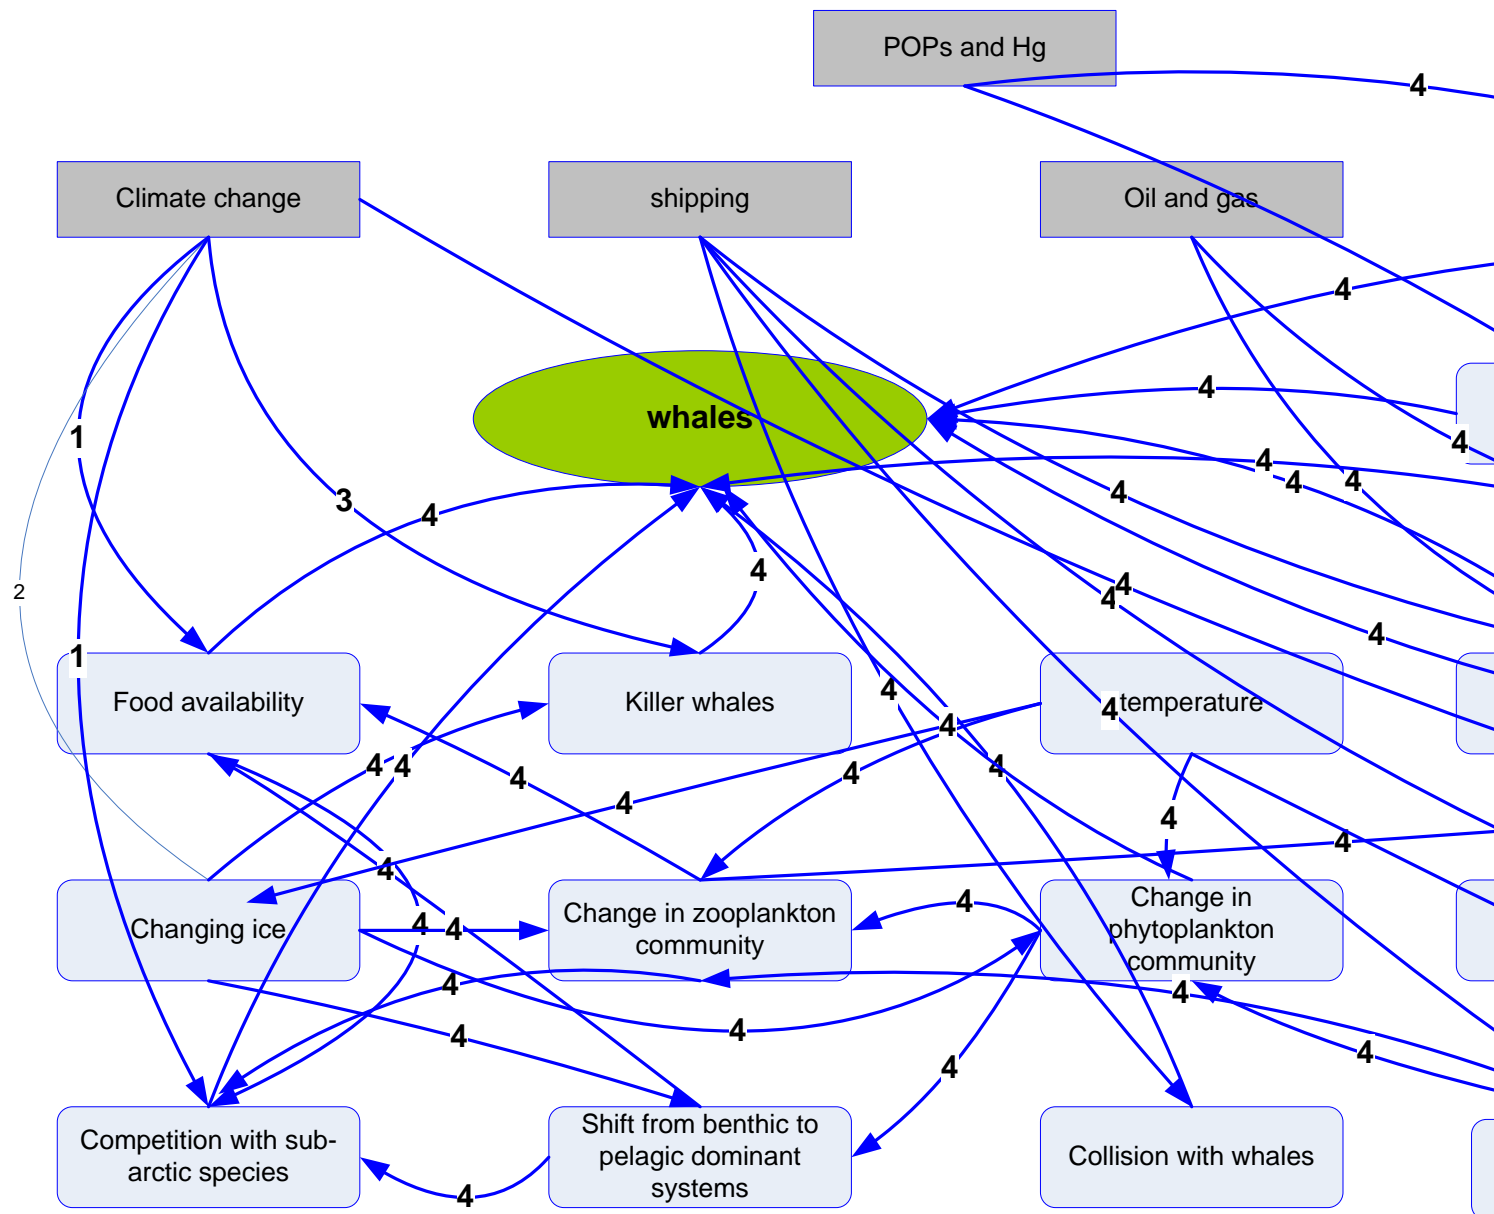 POPs and Hg
4
Climate change
shipping
Oil and gas
4
4
whales
1
4
4
4
4
4
3
4
4
4
4
2
4
1
Food availability
Killer whales
4
4
temperature
4
4
4
4
4
4
4
4
4
4
4
Changing ice
4
4
Change in zooplankton
community
4
Change in
phytoplankton
community
4
4
4
4
4
4
Competition with sub-
arctic species
Shift from benthic to
pelagic dominant
systems
Collision with whales
4